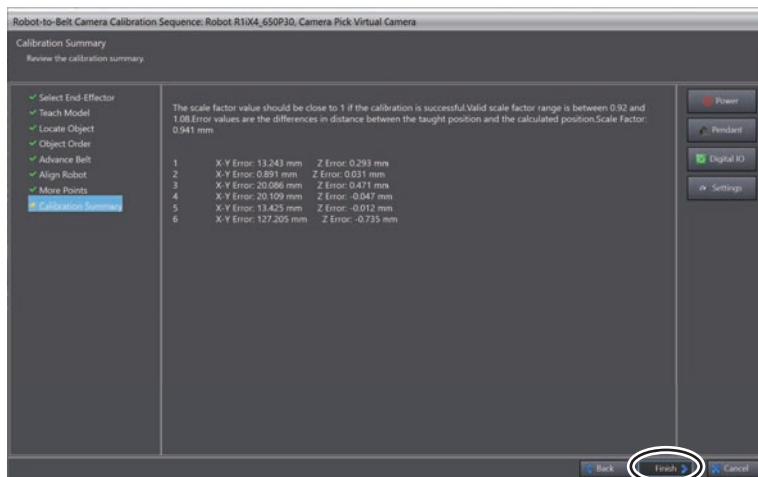 Robot-to-Belt Camera Calibration Sequence: Robot R1iX4_650P30, Camera Pick Virtual Camera
Calibration Summary
Review the calibration summary.
Select End-Effector
Teach Model
Locate Object
Object Order
Advance Belt
Align Robot
More Points
Calibration Summary
The scale factor value should be close to 1 if the calibration is successful.Valid scale factor range is between 0.92 and
1.08.Error values are the differences in distance between the taught position and the calculated position.Scale Factor:
0.941 mm
1 X-Y Error: 13.243 mm Z Error: 0.293 mm
2 X-Y Error: 0.891 mm Z Error: 0.031 mm
3 X-Y Error: 20.086 mm Z Error: 0.471 mm
4 X-Y Error: 20.109 mm Z Error: -0.047 mm
5 X-Y Error: 13.425 mm Z Error: -0.012 mm
6 X-Y Error: 127.205 mm Z Error: -0.735 mm
Power
Pendant
Digital IO
Settings
Back Finish Cancel